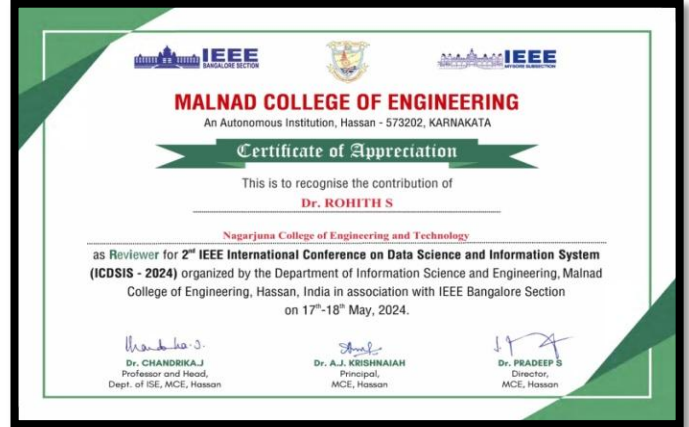 IEEE
BANGALORE SECTION
IEEE
MYSORE SUBSECTION
MALNAD COLLEGE OF ENGINEERING
An Autonomous Institution, Hassan - 573202, KARNAKATA
Certificate of Appreciation
This is to recognise the contribution of
Dr. ROHITH S
Nagarjuna College of Engineering and Technology
as Reviewer for 2nd IEEE International Conference on Data Science and Information System
(ICDSIS - 2024) organized by the Department of Information Science and Engineering, Malnad
College of Engineering, Hassan, India in association with IEEE Bangalore Section
on 17th-18th May, 2024.
Dr. CHANDRIKA.J
Professor and Head,
Dept. of ISE, MCE, Hassan
Dr. A.J. KRISHNAIAH
Principal,
MCE, Hassan
Dr. PRADEEP S
Director,
MCE, Hassan